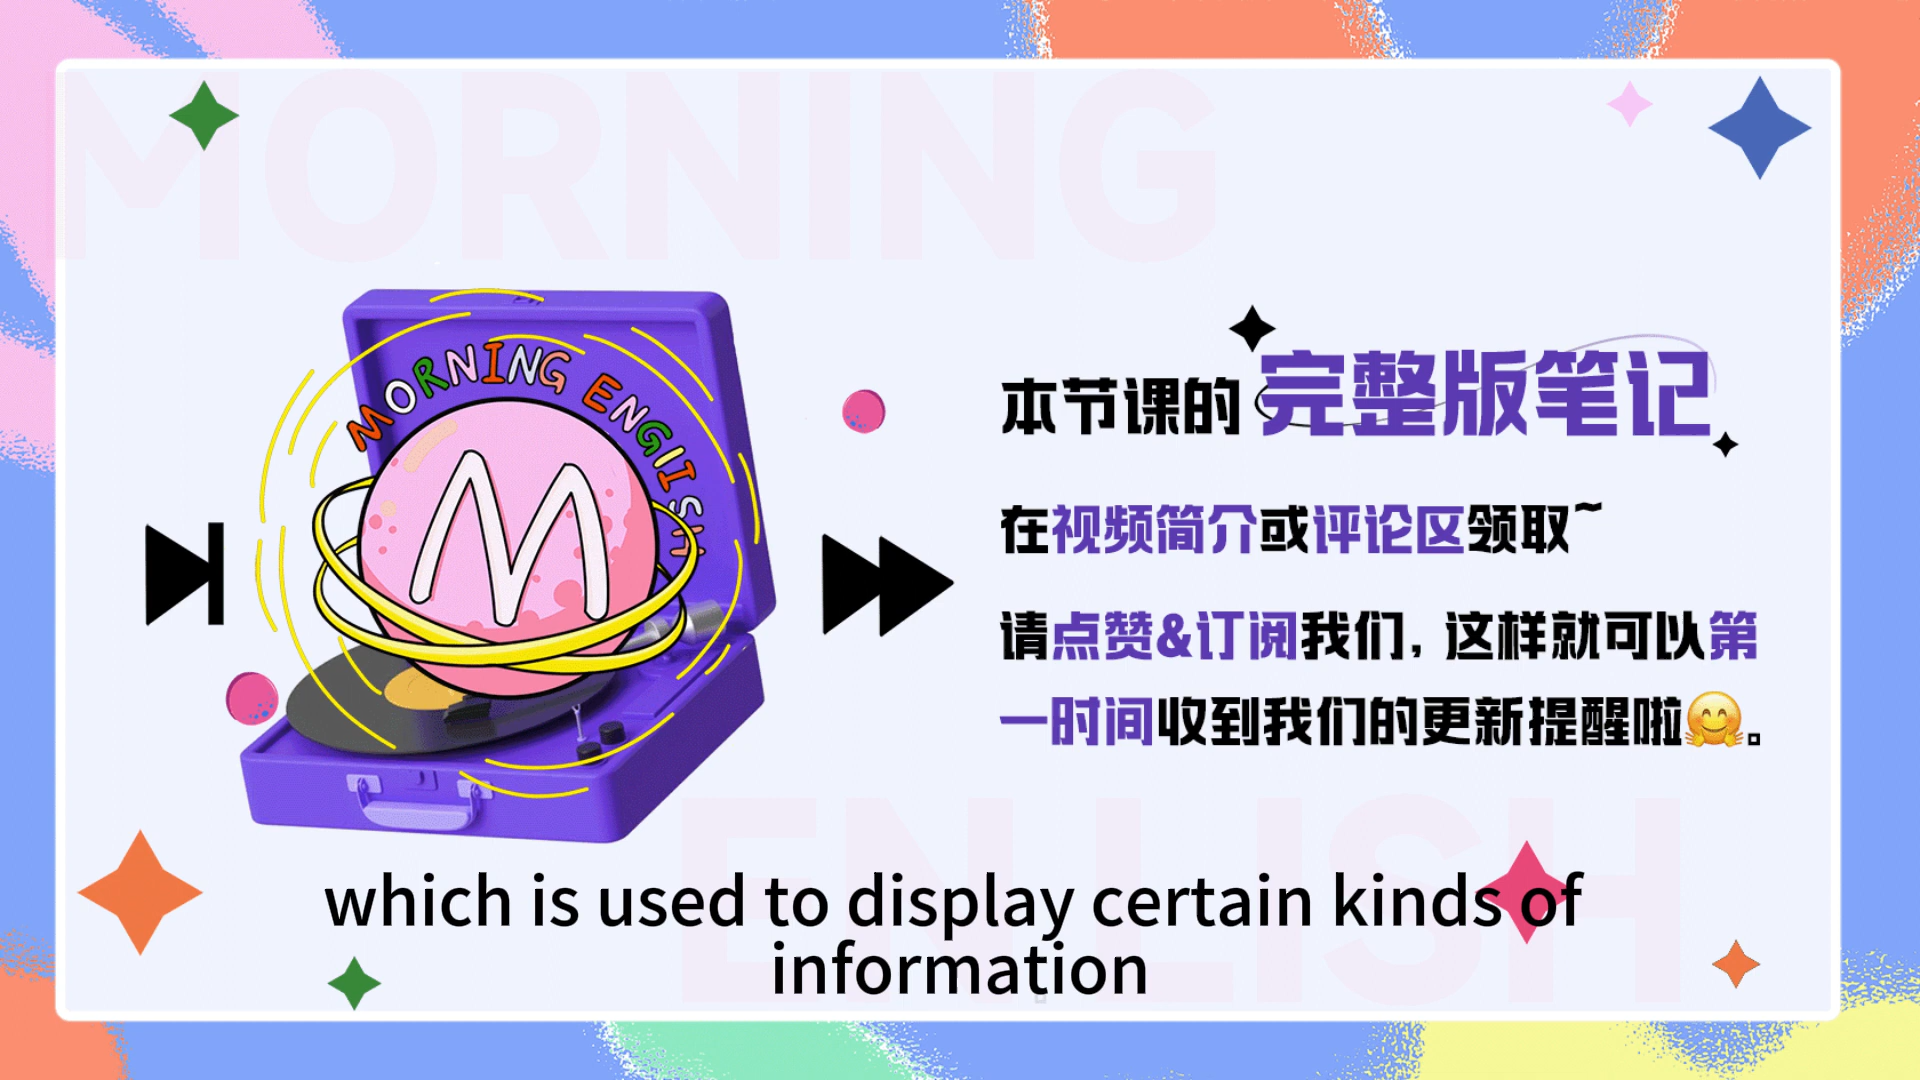 MORNING
MORNING ENGLISH
M
本节课的 完整版笔记
在视频简介或评论区领取~
请点赞&订阅我们, 这样就可以第
一时间收到我们的更新提醒啦🤗。
ENLISH
which is used to display certain kinds of
information